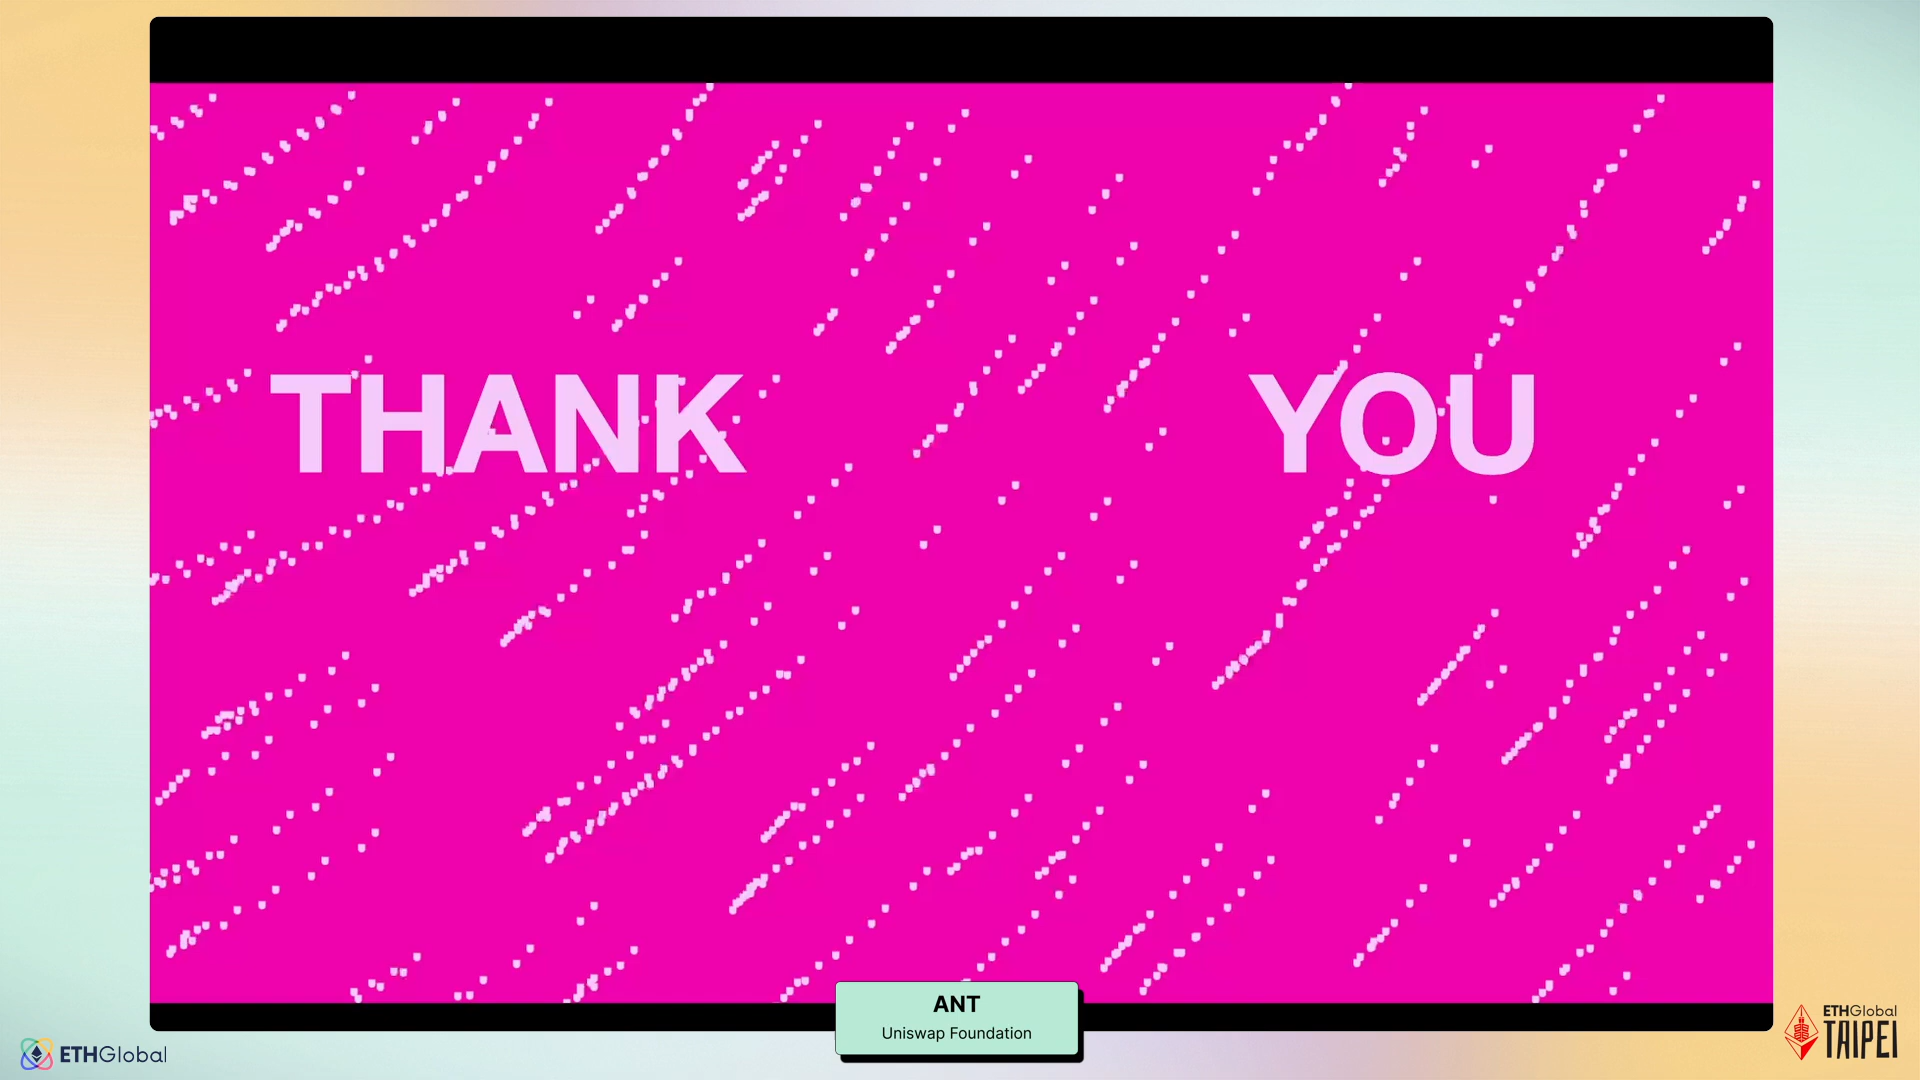 THANK YOU
ANT
Uniswap Foundation
ETHGlobal
ETHGlobal
TAIPEI